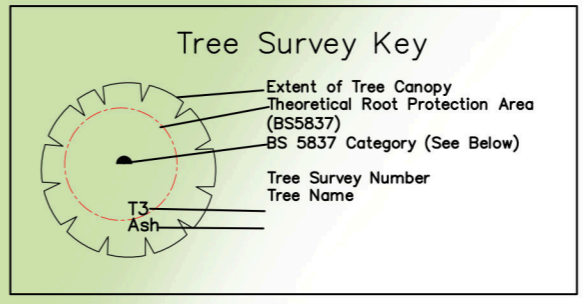 Tree Survey Key
Extent of Tree Canopy
Theoretical Root Protection Area
(BS5837)
BS 5837 Category (See Below)
Tree Survey Number
Tree Name
T3
Ash